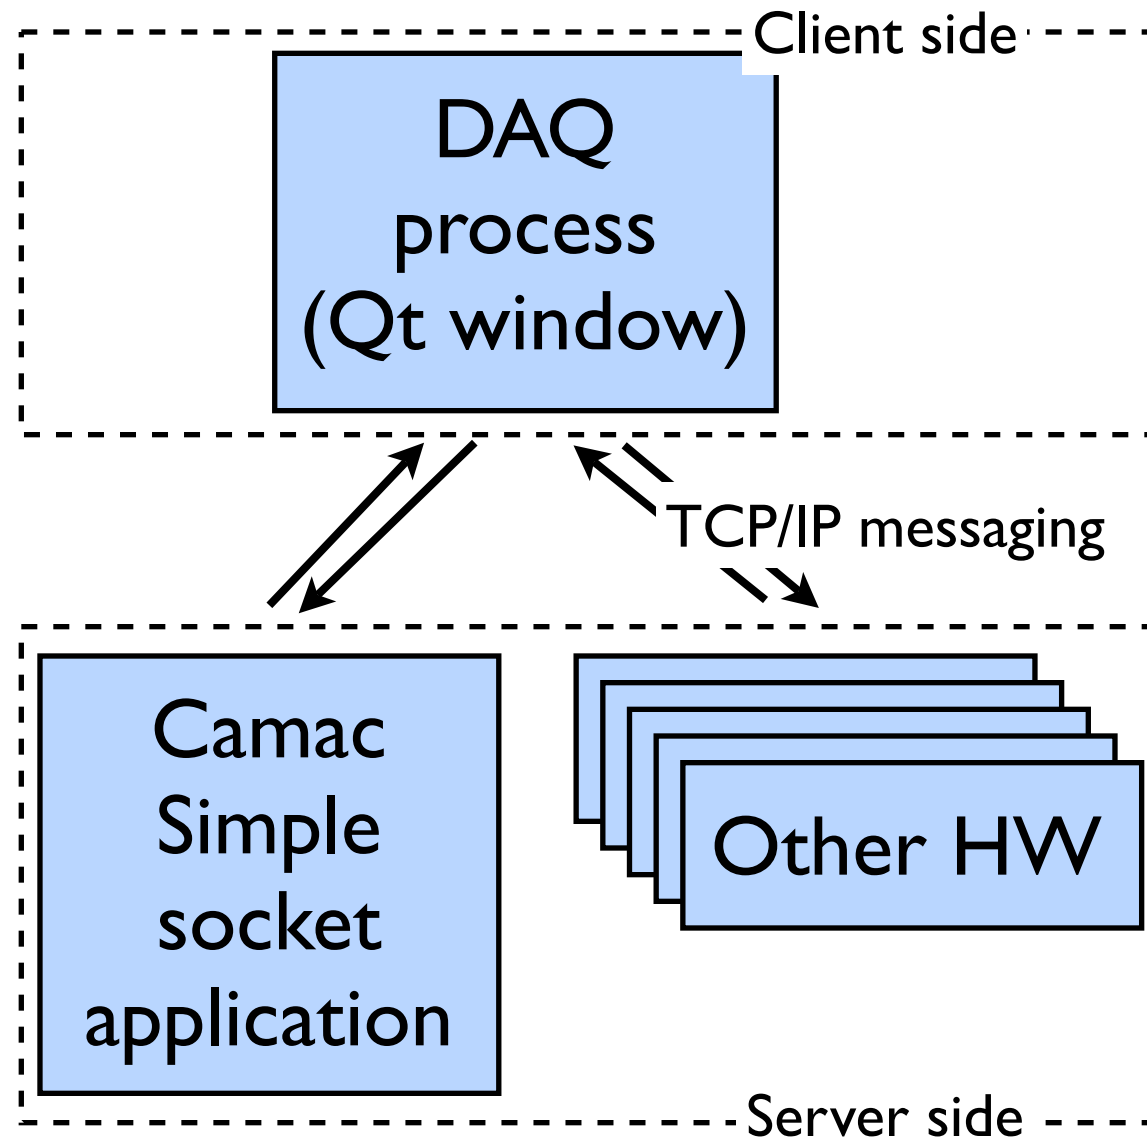 Client side
DAQ
process
(Qt window)
TCP/IP messaging
Camac
Simple
socket
application
Other HW
Server side